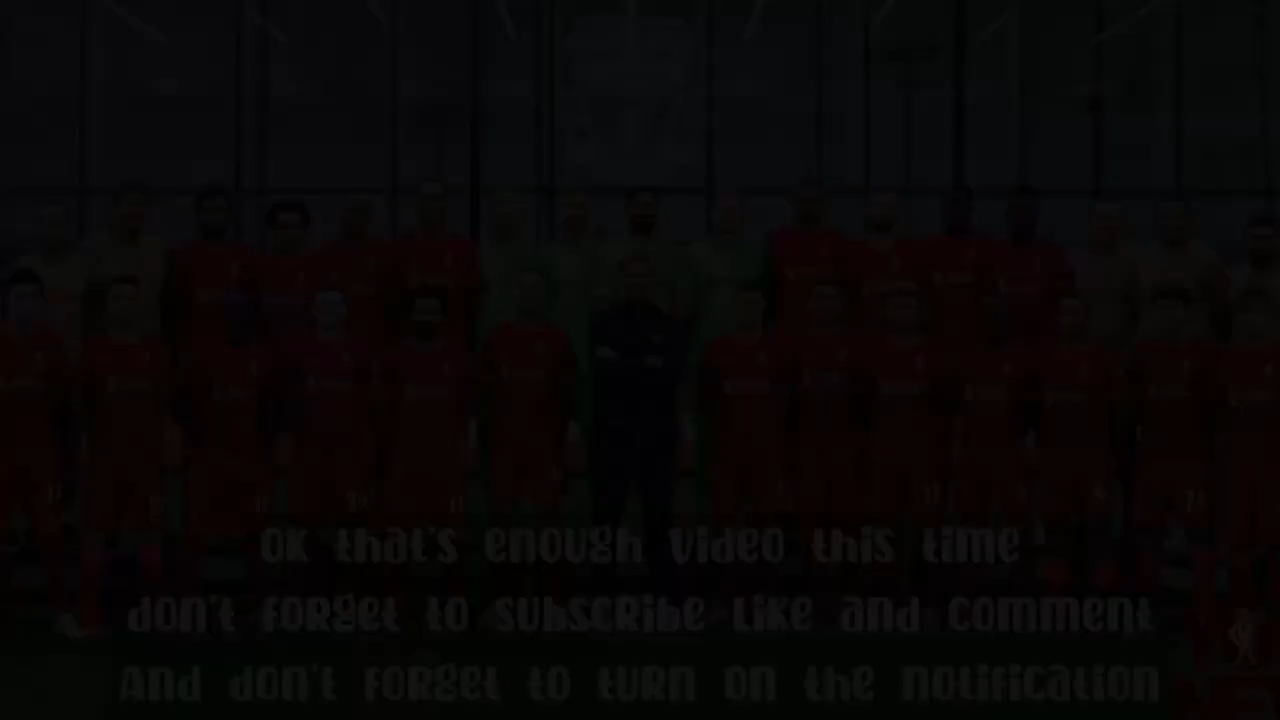 Ok that's enough video this time
don't forget to subscribe like and comment
And don't forget to turn on the notification